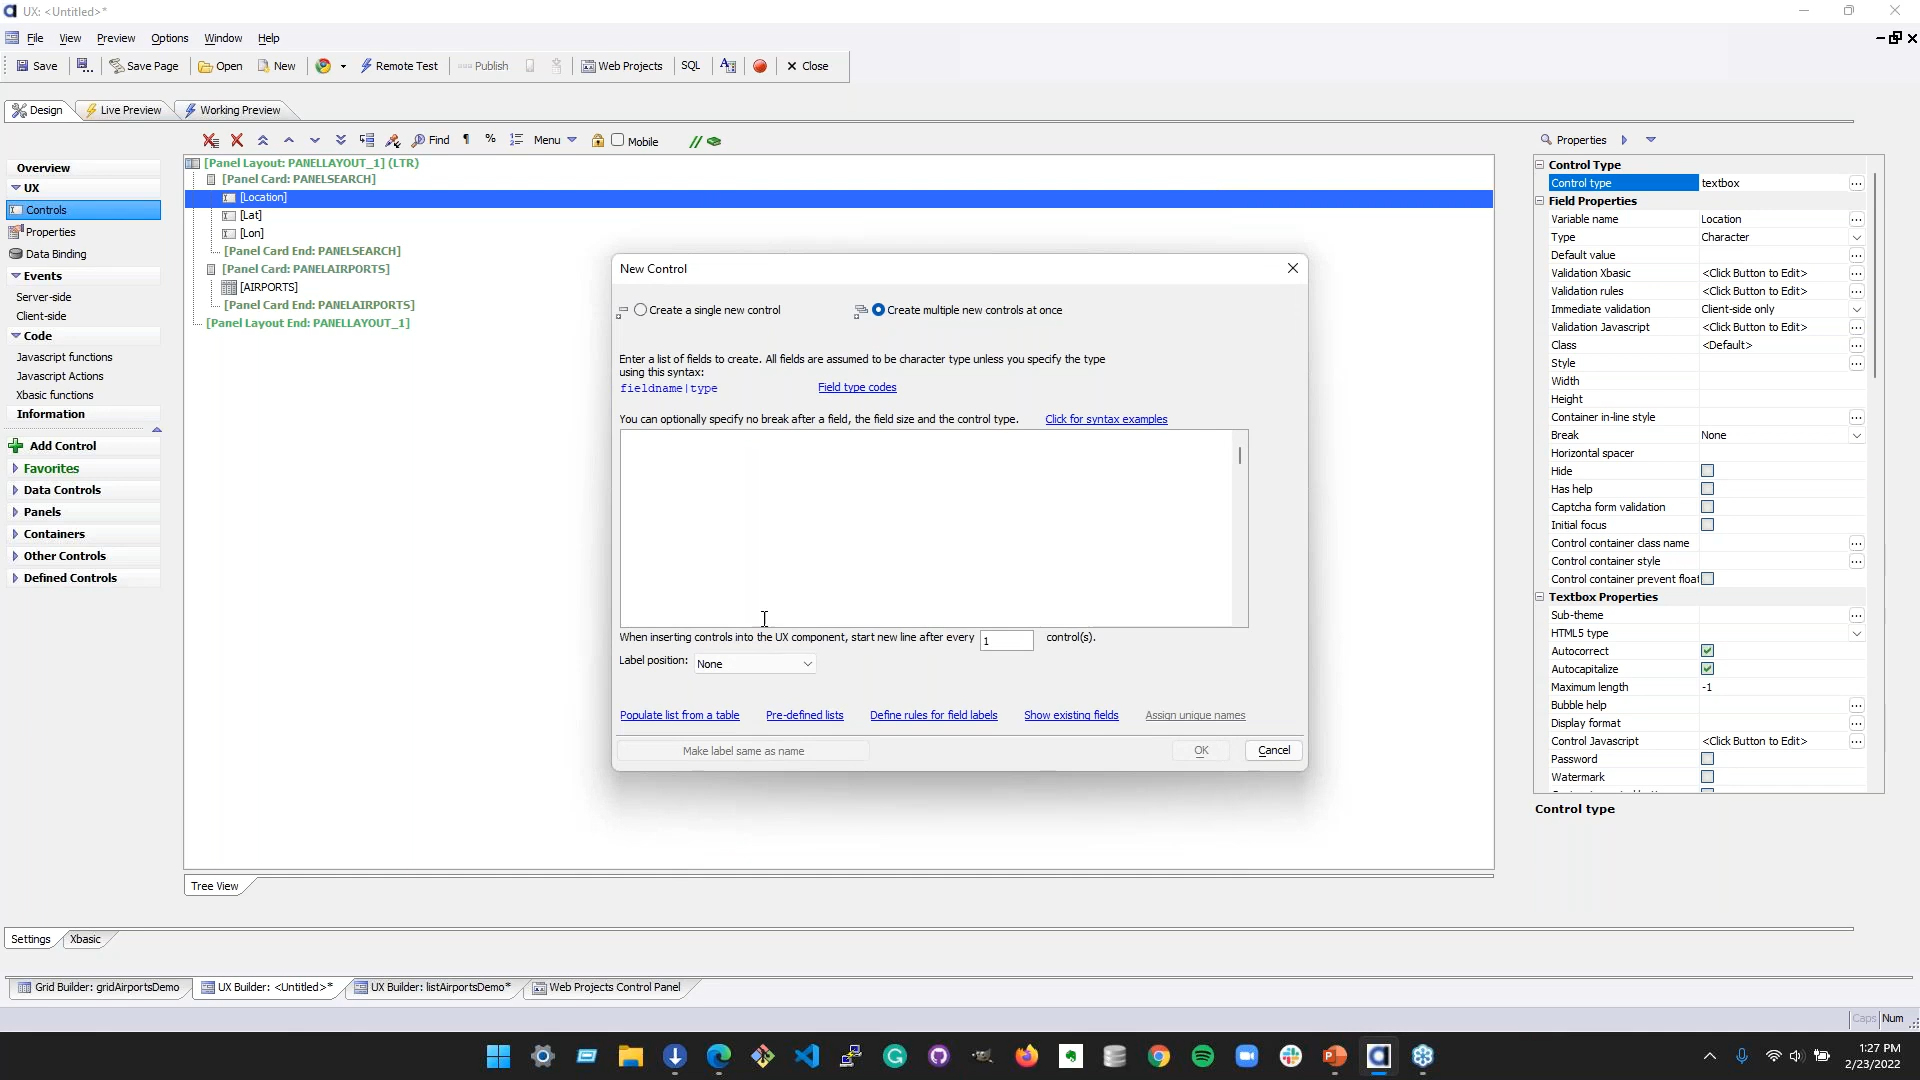 UX: <Untitled>*
File View Preview Options Window Help
Save Save Page Open New Remote Test Publish Web Projects SQL Close
Design Live Preview Working Preview
Find ¶ % Menu Mobile //
Properties
Overview
UX
Controls
Properties
Data Binding
Events
Server-side
Client-side
Code
Javascript functions
Javascript Actions
Xbasic functions
Information
Add Control
Favorites
Data Controls
Panels
Containers
Other Controls
Defined Controls
[Panel Layout: PANELLAYOUT_1] (LTR)
[Panel Card: PANELSEARCH]
[Location]
[Lat]
[Lon]
[Panel Card End: PANELSEARCH]
[Panel Card: PANELAIRPORTS]
[AIRPORTS]
[Panel Card End: PANELAIRPORTS]
[Panel Layout End: PANELLAYOUT_1]
New Control
Create a single new control
Create multiple new controls at once
Enter a list of fields to create. All fields are assumed to be character type unless you specify the type
using this syntax:
fieldname|type Field type codes
You can optionally specify no break after a field, the field size and the control type. Click for syntax examples
When inserting controls into the UX component, start new line after every 1 control(s).
Label position: None
Populate list from a table Pre-defined lists Define rules for field labels Show existing fields Assign unique names
Make label same as name OK Cancel
Control Type
Control type textbox ...
Field Properties
Variable name Location ...
Type Character
Default value ...
Validation Xbasic <Click Button to Edit> ...
Validation rules <Click Button to Edit> ...
Immediate validation Client-side only
Validation Javascript <Click Button to Edit> ...
Class <Default> ...
Style ...
Width
Height
Container in-line style ...
Break None
Horizontal spacer
Hide
Has help
Captcha form validation
Initial focus
Control container class name ...
Control container style ...
Control container prevent float
Textbox Properties
Sub-theme ...
HTML5 type
Autocorrect
Autocapitalize
Maximum length -1
Bubble help ...
Display format ...
Control Javascript <Click Button to Edit> ...
Password
Watermark
Control type
Tree View
Settings Xbasic
Grid Builder: gridAirportsDemo UX Builder: <Untitled>* UX Builder: listAirportsDemo* Web Projects Control Panel
Caps Num
1:27 PM
2/23/2022